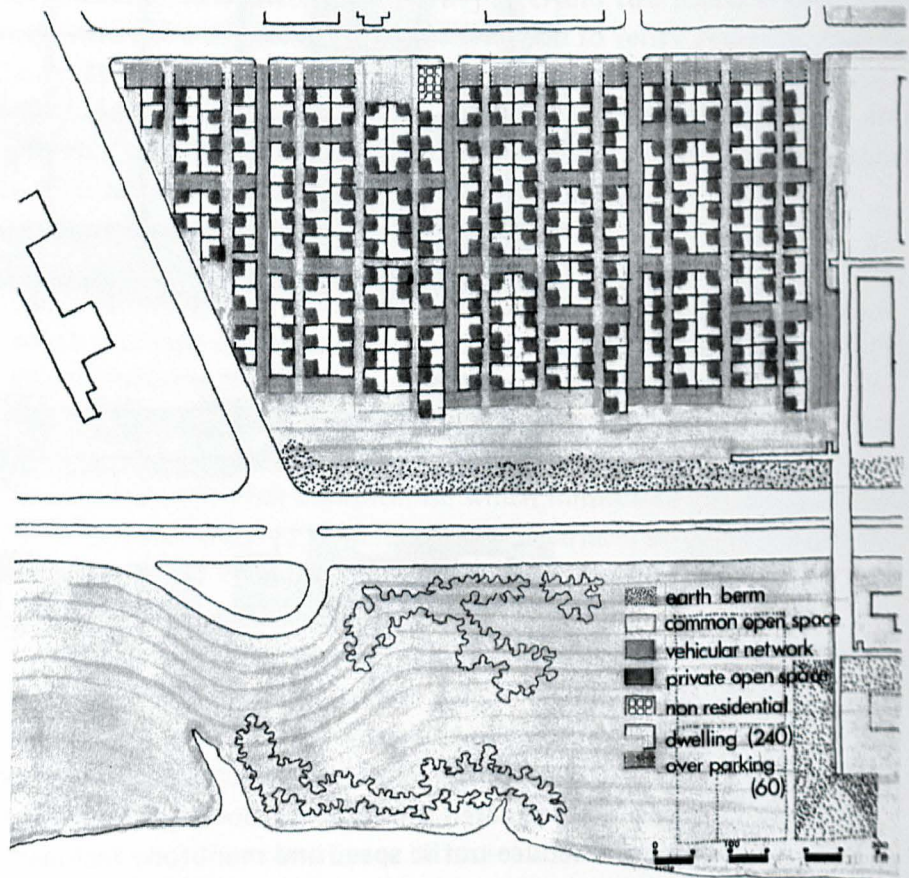 earth berm
common open space
vehicular network
private open space
non residential
dwelling (240)
over parking
(60)
0
100